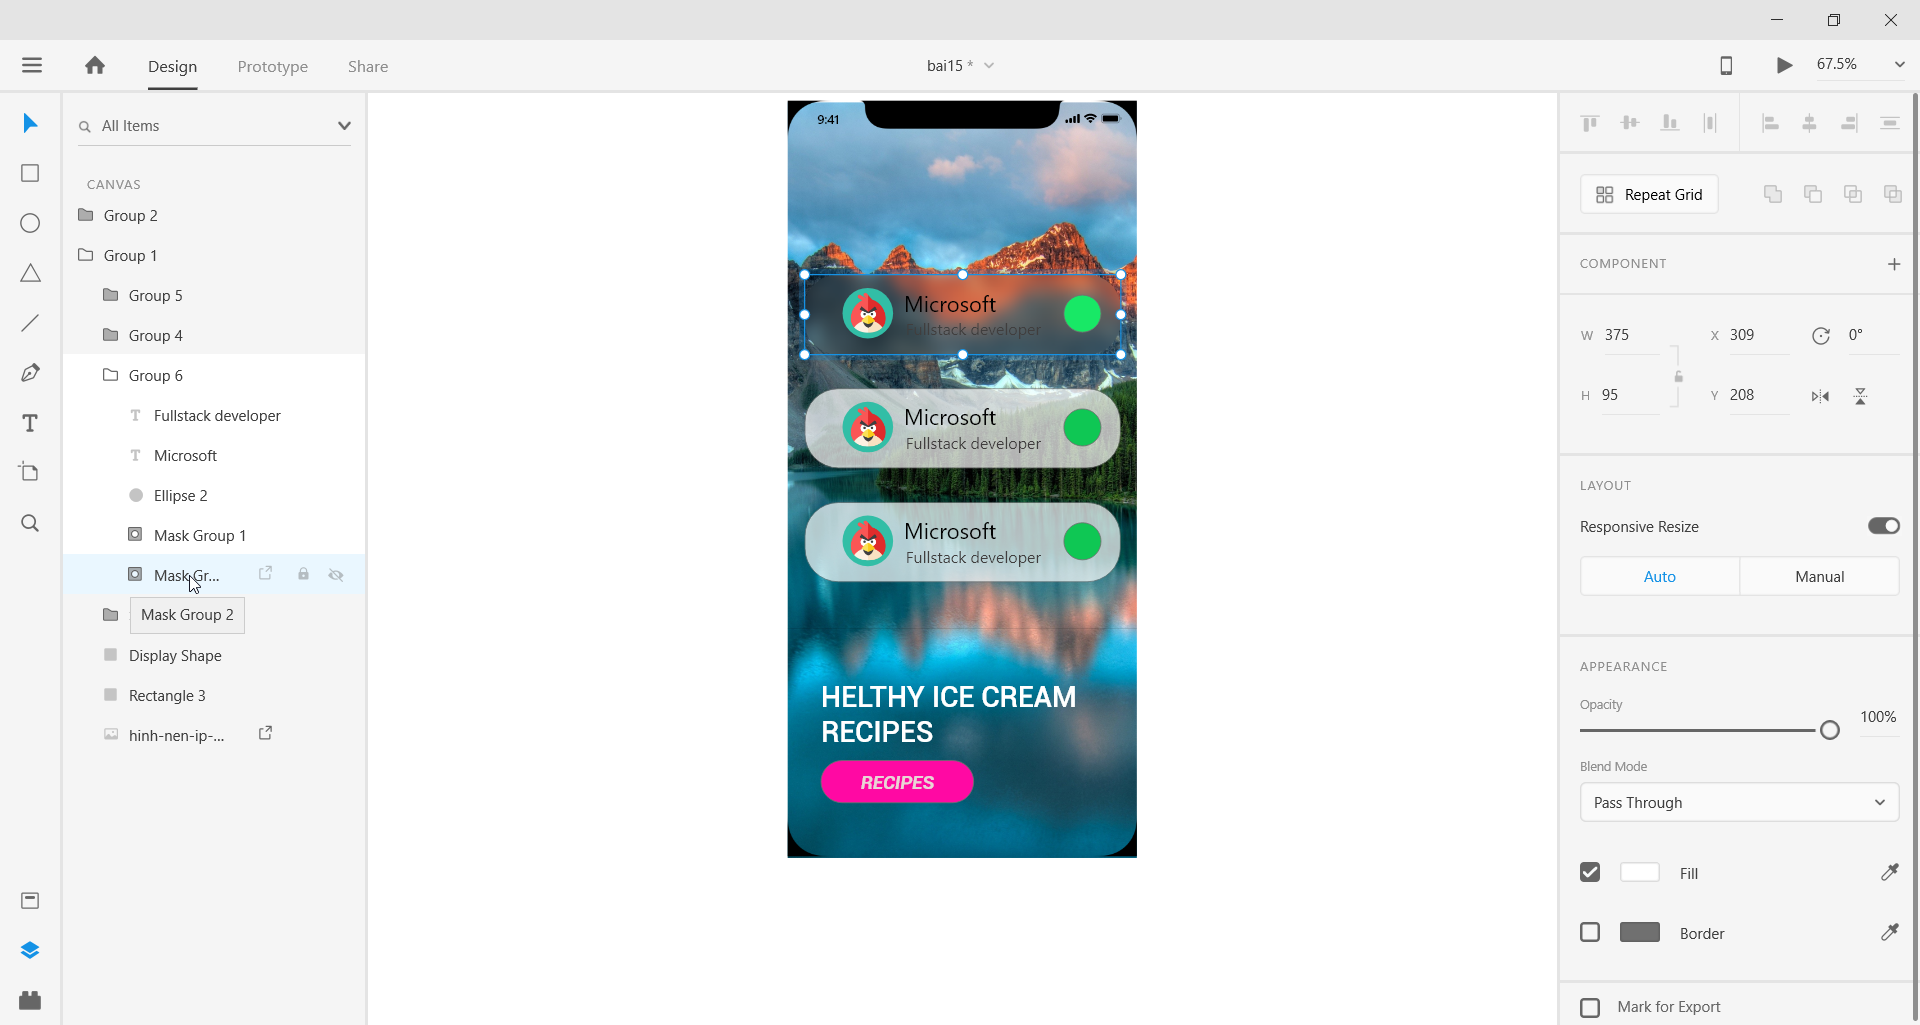 Design
Prototype
Share
bai15 *
67.5%
All Items
CANVAS
Group 2
Group 1
Group 5
Group 4
Group 6
Fullstack developer
Microsoft
Ellipse 2
Mask Group 1
Mask Gr...
Mask Group 2
Display Shape
Rectangle 3
hinh-nen-ip-...
9:41
Microsoft
Fullstack developer
Microsoft
Fullstack developer
Microsoft
Fullstack developer
HELTHY ICE CREAM
RECIPES
RECIPES
Repeat Grid
COMPONENT
W 375 X 309 0°
H 95 Y 208
LAYOUT
Responsive Resize
Auto Manual
APPEARANCE
Opacity
100%
Blend Mode
Pass Through
Fill
Border
Mark for Export